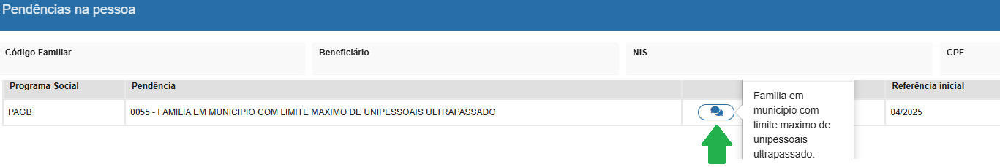 Pendências na pessoa
Código Familiar
Beneficiário
NIS
CPF
Programa Social
Pendência
Referência inicial
PAGB
0055 - FAMILIA EM MUNICIPIO COM LIMITE MAXIMO DE UNIPESSOAIS ULTRAPASSADO
Familia em
municipio com
limite maximo de
unipessoais
ultrapassado.
04/2025